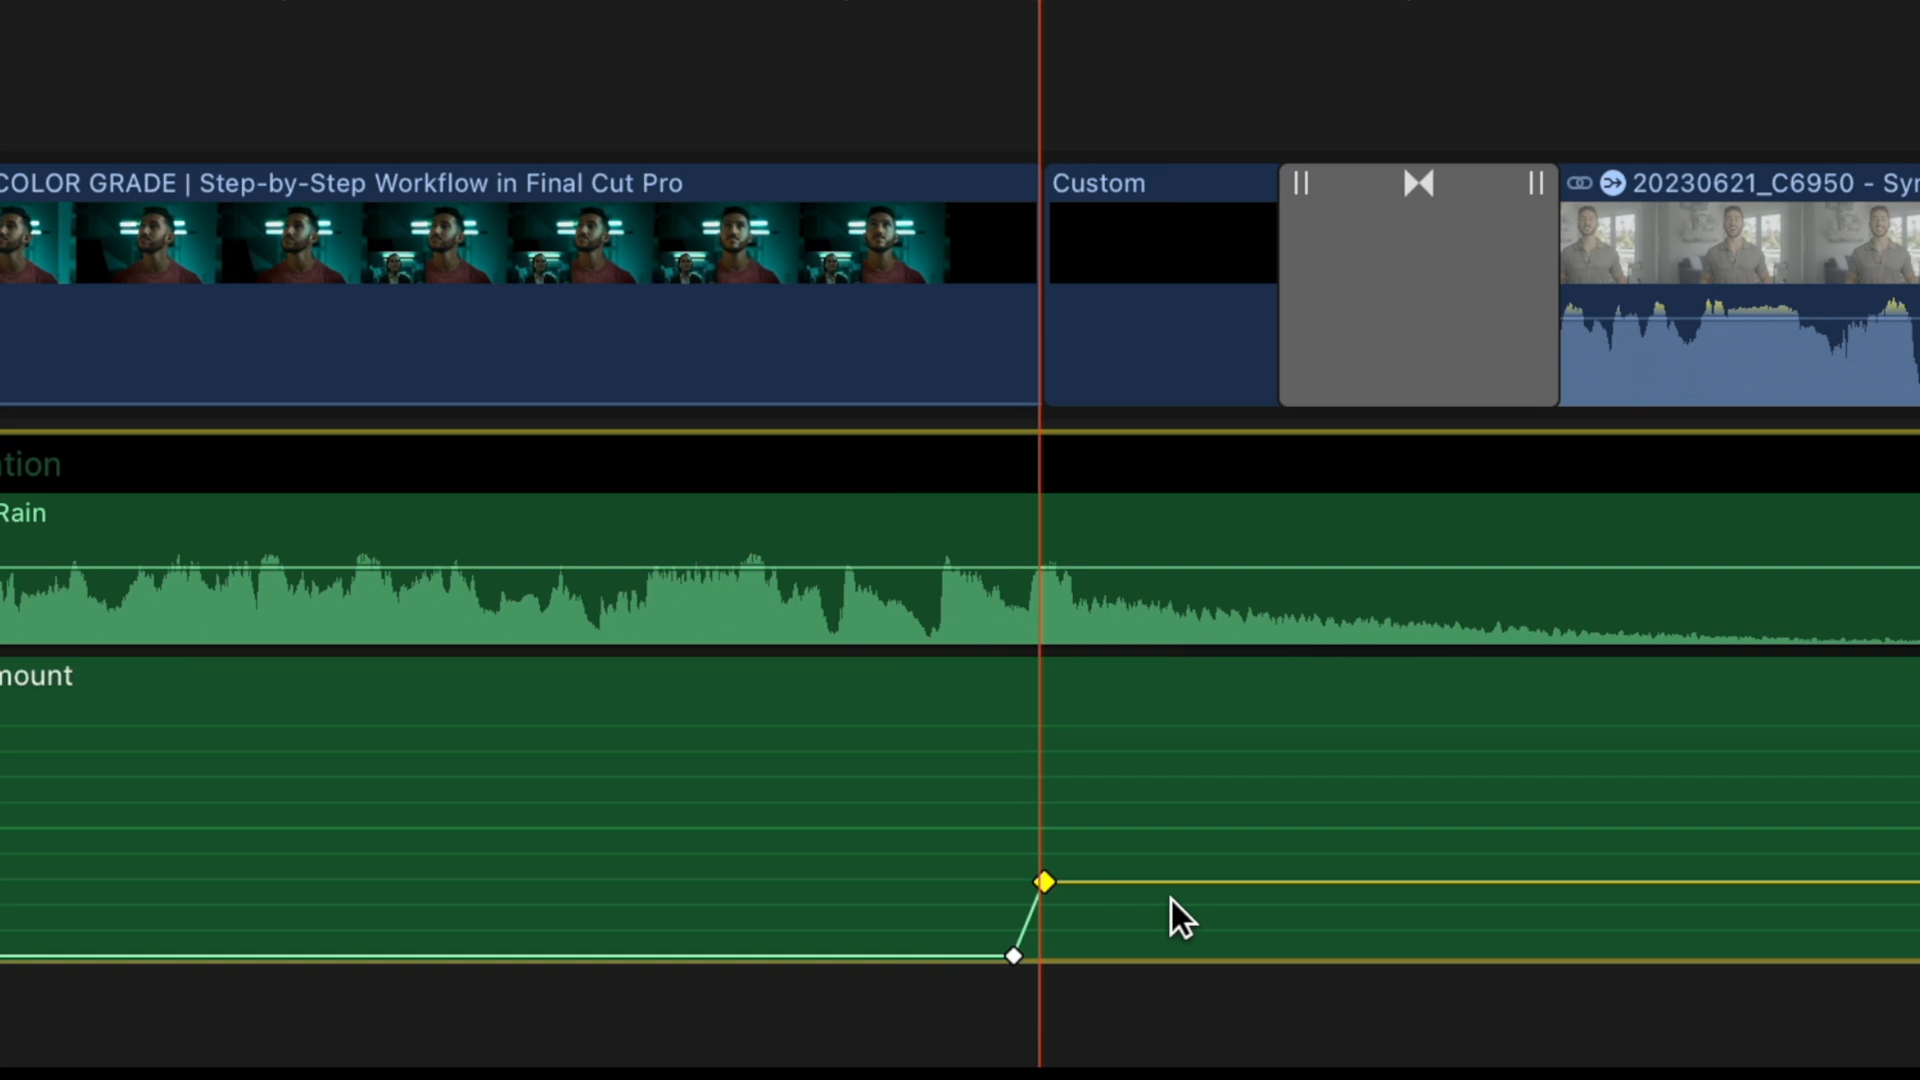 COLOR GRADE | Step-by-Step Workflow in Final Cut Pro
Custom
20230621_C6950 - Syn
tion
Rain
mount